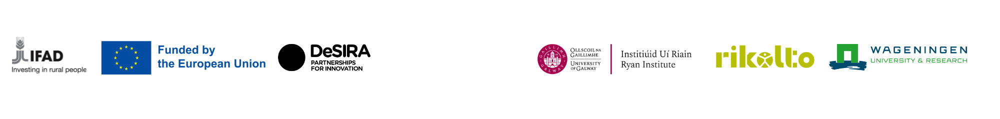 IFAD
Investing in rural people
Funded by
the European Union
DeSIRA
PARTNERSHIPS
FOR INNOVATION
GAILLIMH
GALWAY
OLLSCOIL NA
GAILLIMHE
UNIVERSITY
OF GALWAY
Institiúid Uí Riain
Ryan Institute
rikolto
WAGENINGEN
UNIVERSITY & RESEARCH